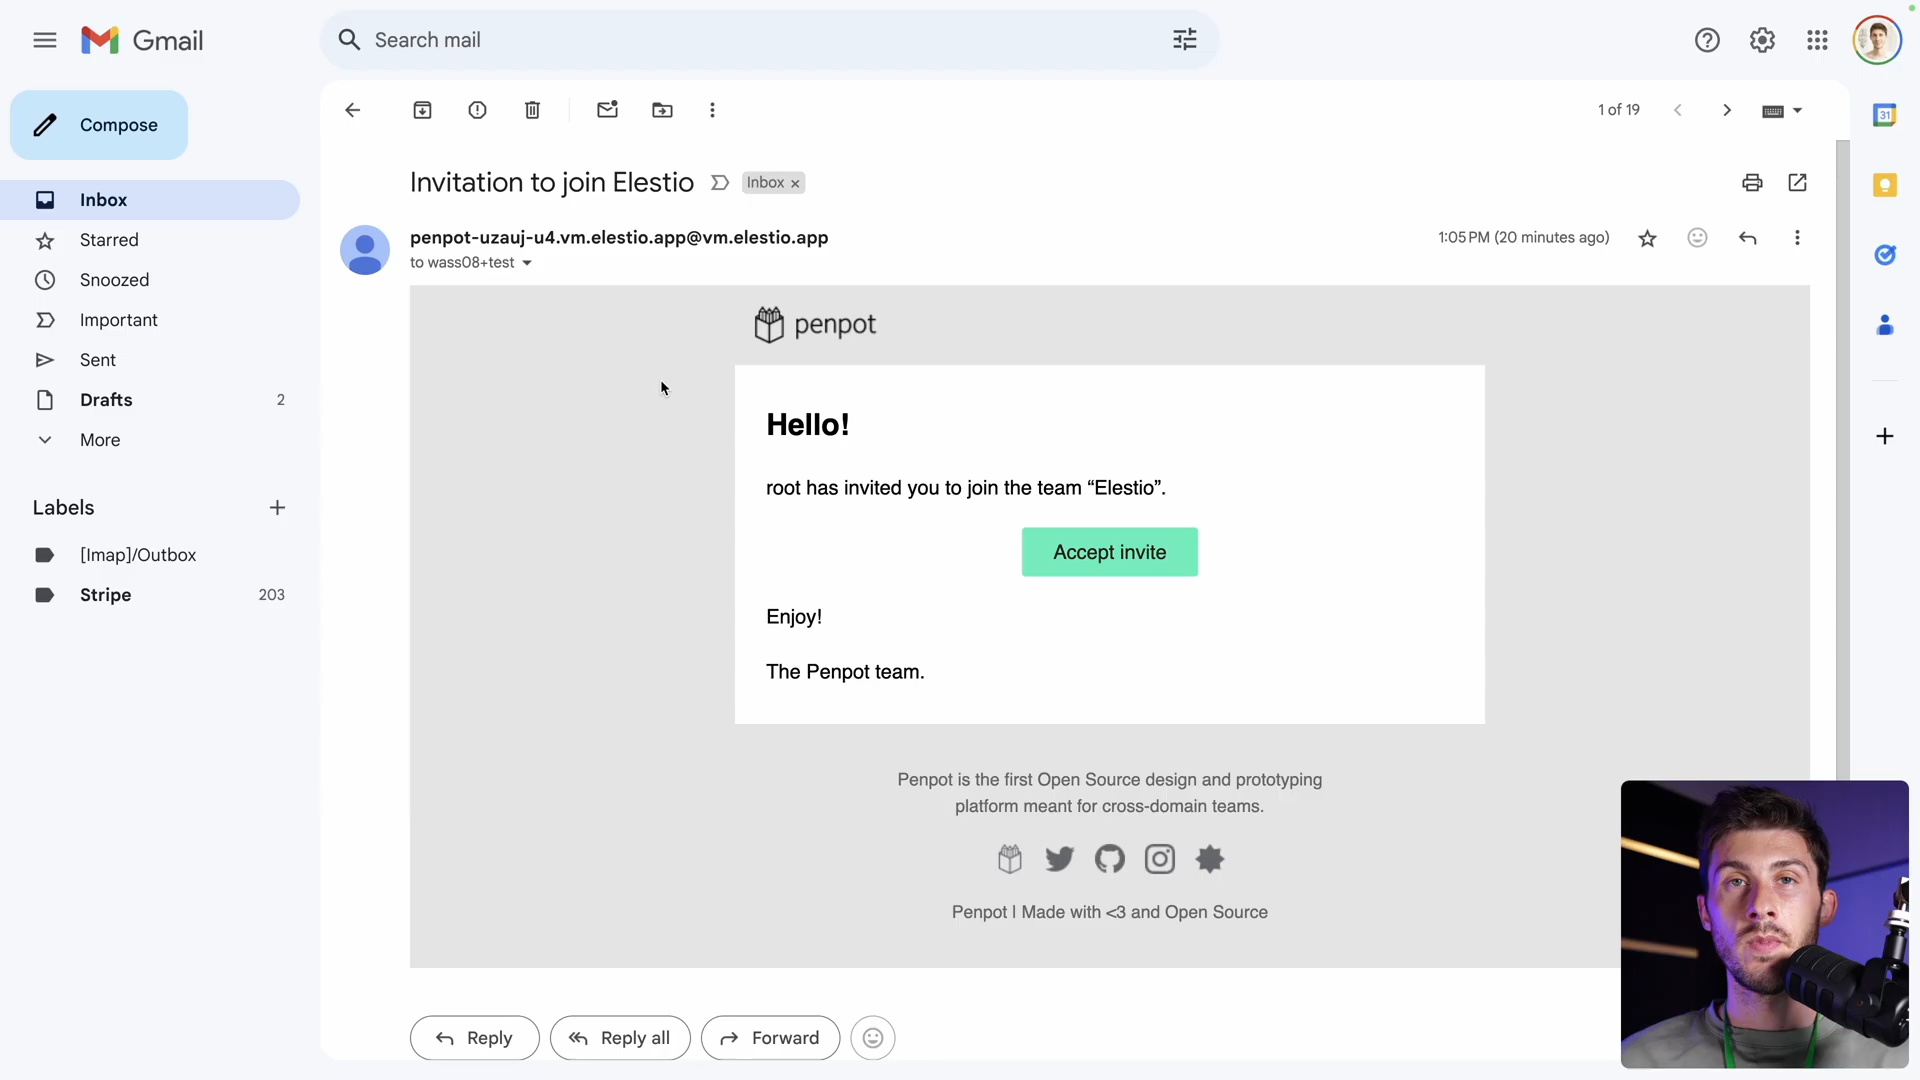 Gmail
Search mail
Compose
1 of 19
Inbox
Starred
Snoozed
Important
Sent
Drafts 2
More
Labels
[Imap]/Outbox
Stripe 203
Invitation to join Elestio
Inbox ×
penpot-uzauj-u4.vm.elestio.app@vm.elestio.app
1:05 PM (20 minutes ago)
to wass08+test
penpot
Hello!
root has invited you to join the team “Elestio”.
Accept invite
Enjoy!
The Penpot team.
Penpot is the first Open Source design and prototyping
platform meant for cross-domain teams.
Penpot | Made with <3 and Open Source
Reply
Reply all
Forward
31